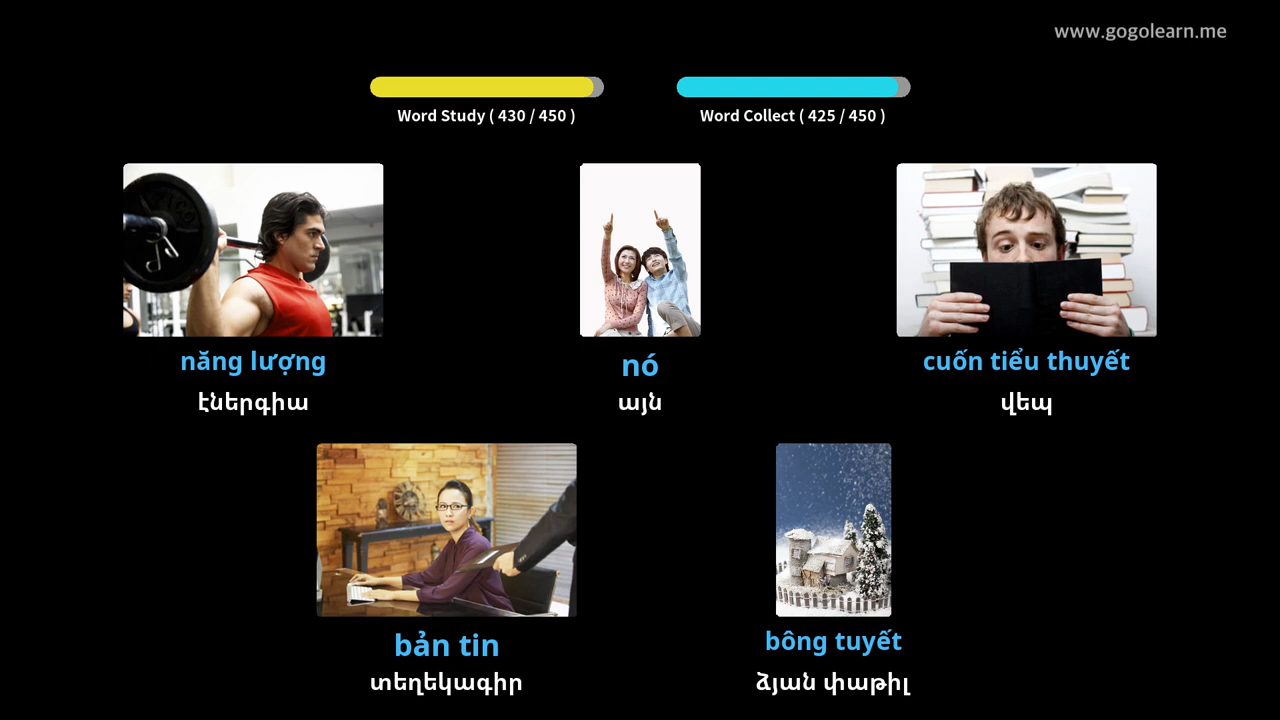 www.gogolearn.me
Word Study ( 430 / 450 )
Word Collect ( 425 / 450 )
năng lượng
էներգիա
nó
այն
cuốn tiểu thuyết
վեպ
bản tin
տեղեկագիր
bông tuyết
ձյան փաթիլ